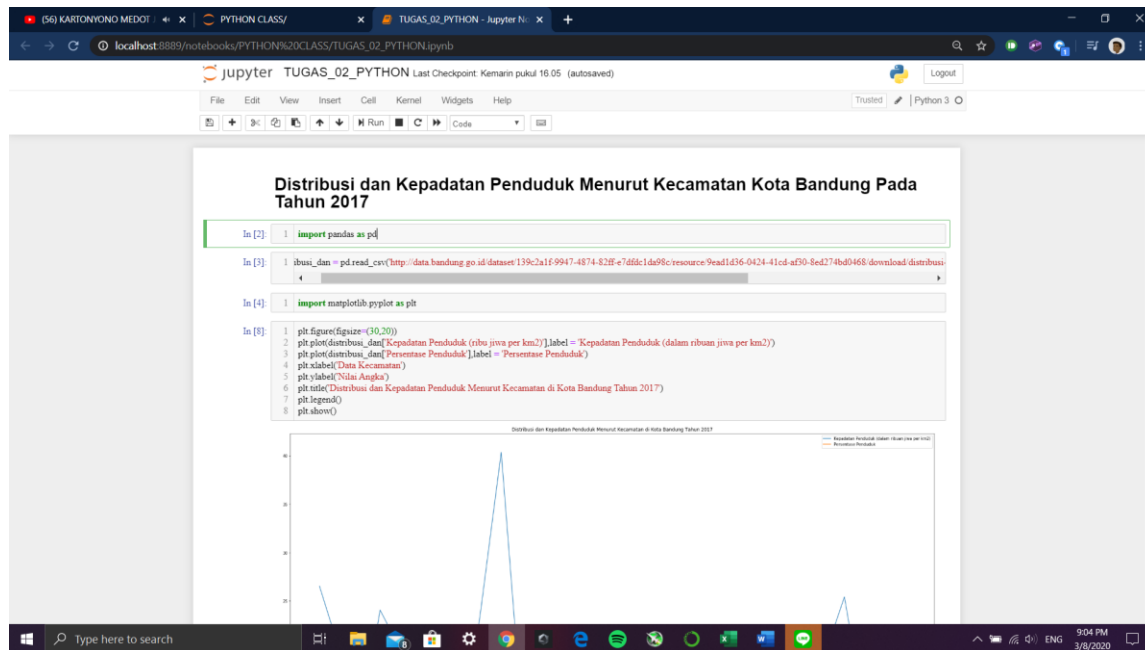 (56) KARTONYONO MEDOT
PYTHON CLASS/
TUGAS_02_PYTHON - Jupyter No
localhost:8889/notebooks/PYTHON%20CLASS/TUGAS_02_PYTHON.ipynb
jupyter TUGAS_02_PYTHON Last Checkpoint: Kemarin pukul 16.05 (autosaved)
Logout
File Edit View Insert Cell Kernel Widgets Help
Trusted Python 3
Run Code
Distribusi dan Kepadatan Penduduk Menurut Kecamatan Kota Bandung Pada
Tahun 2017
In [2]: 1 import pandas as pd
In [3]: 1 ibusi_dan = pd.read_csv('http://data.bandung.go.id/dataset/139c2a1f-9947-4874-82ff-e7dfdc1da98c/resource/9ead1d36-0424-41cd-af30-8ed274bd0468/download/distribusi-
In [4]: 1 import matplotlib.pyplot as plt
In [8]: 1 plt.figure(figsize=(30,20))
2 plt.plot(distribusi_dan['Kepadatan Penduduk (ribu jiwa per km2)'],label = 'Kepadatan Penduduk (dalam ribuan jiwa per km2)')
3 plt.plot(distribusi_dan['Persentase Penduduk'],label = 'Persentase Penduduk')
4 plt.xlabel('Data Kecamatan')
5 plt.ylabel('Nilai Angka')
6 plt.title('Distribusi dan Kepadatan Penduduk Menurut Kecamatan di Kota Bandung Tahun 2017')
7 plt.legend()
8 plt.show()
Distribusi dan Kepadatan Penduduk Menurut Kecamatan di Kota Bandung Tahun 2017
Kepadatan Penduduk (dalam ribuan jiwa per km2)
Persentase Penduduk
Type here to search
ENG
9:04 PM
3/8/2020